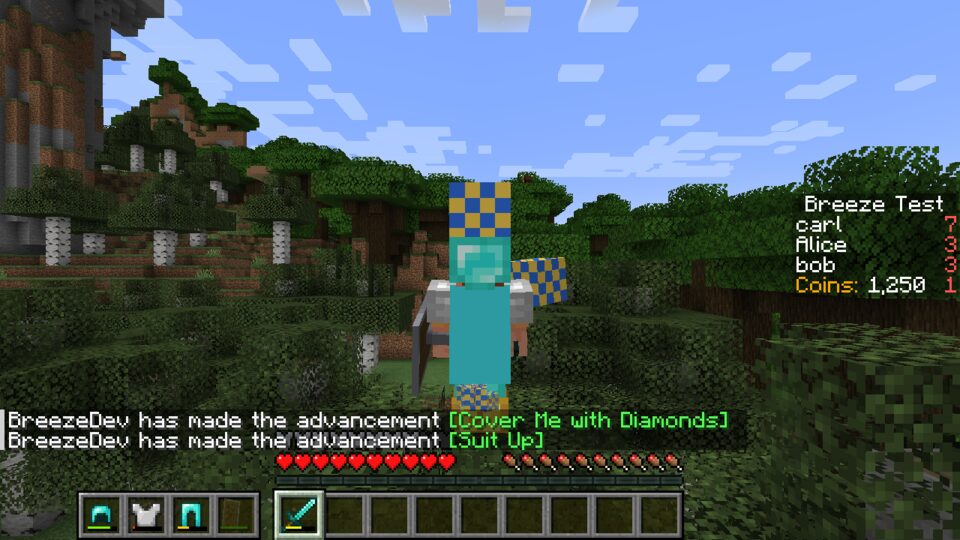 Breeze Test
carl 7
Alice 3
bob 3
Coins: 1,250 1
BreezeDev has made the advancement [Cover Me with Diamonds]
BreezeDev has made the advancement [Suit Up]